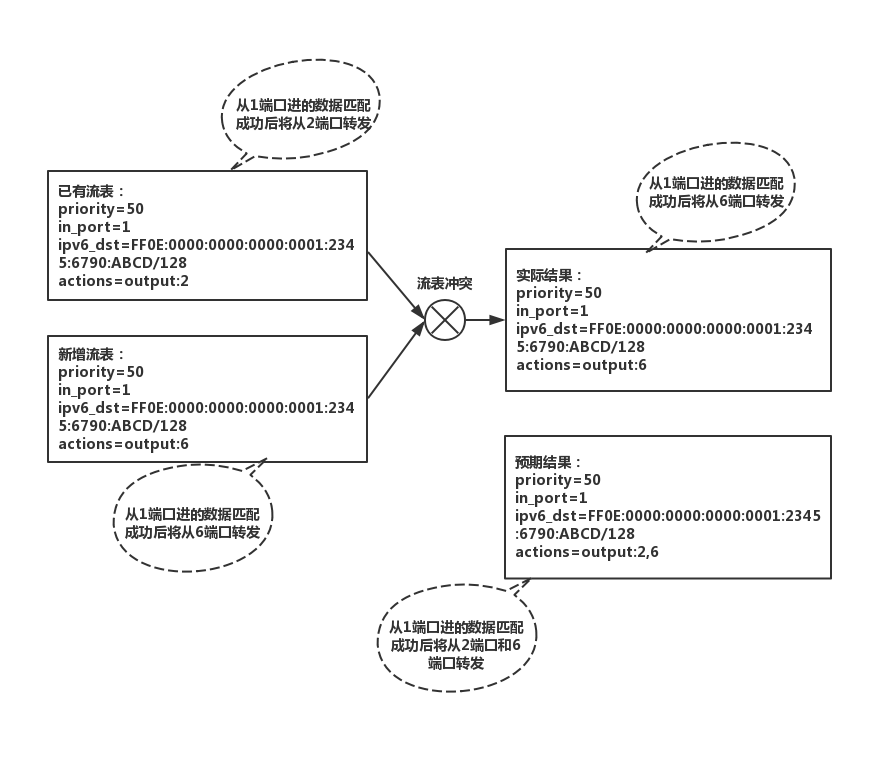 从1端口进的数据匹配
成功后将从2端口转发
已有流表：
priority=50
in_port=1
ipv6_dst=FF0E:0000:0000:0000:0001:234
5:6790:ABCD/128
actions=output:2
新增流表：
priority=50
in_port=1
ipv6_dst=FF0E:0000:0000:0000:0001:234
5:6790:ABCD/128
actions=output:6
从1端口进的数据匹配
成功后将从6端口转发
流表冲突
从1端口进的数据匹配
成功后将从6端口转发
实际结果：
priority=50
in_port=1
ipv6_dst=FF0E:0000:0000:0000:0001:234
5:6790:ABCD/128
actions=output:6
预期结果：
priority=50
in_port=1
ipv6_dst=FF0E:0000:0000:0000:0001:2345
:6790:ABCD/128
actions=output:2,6
从1端口进的数据匹配
成功后将从2端口和6
端口转发